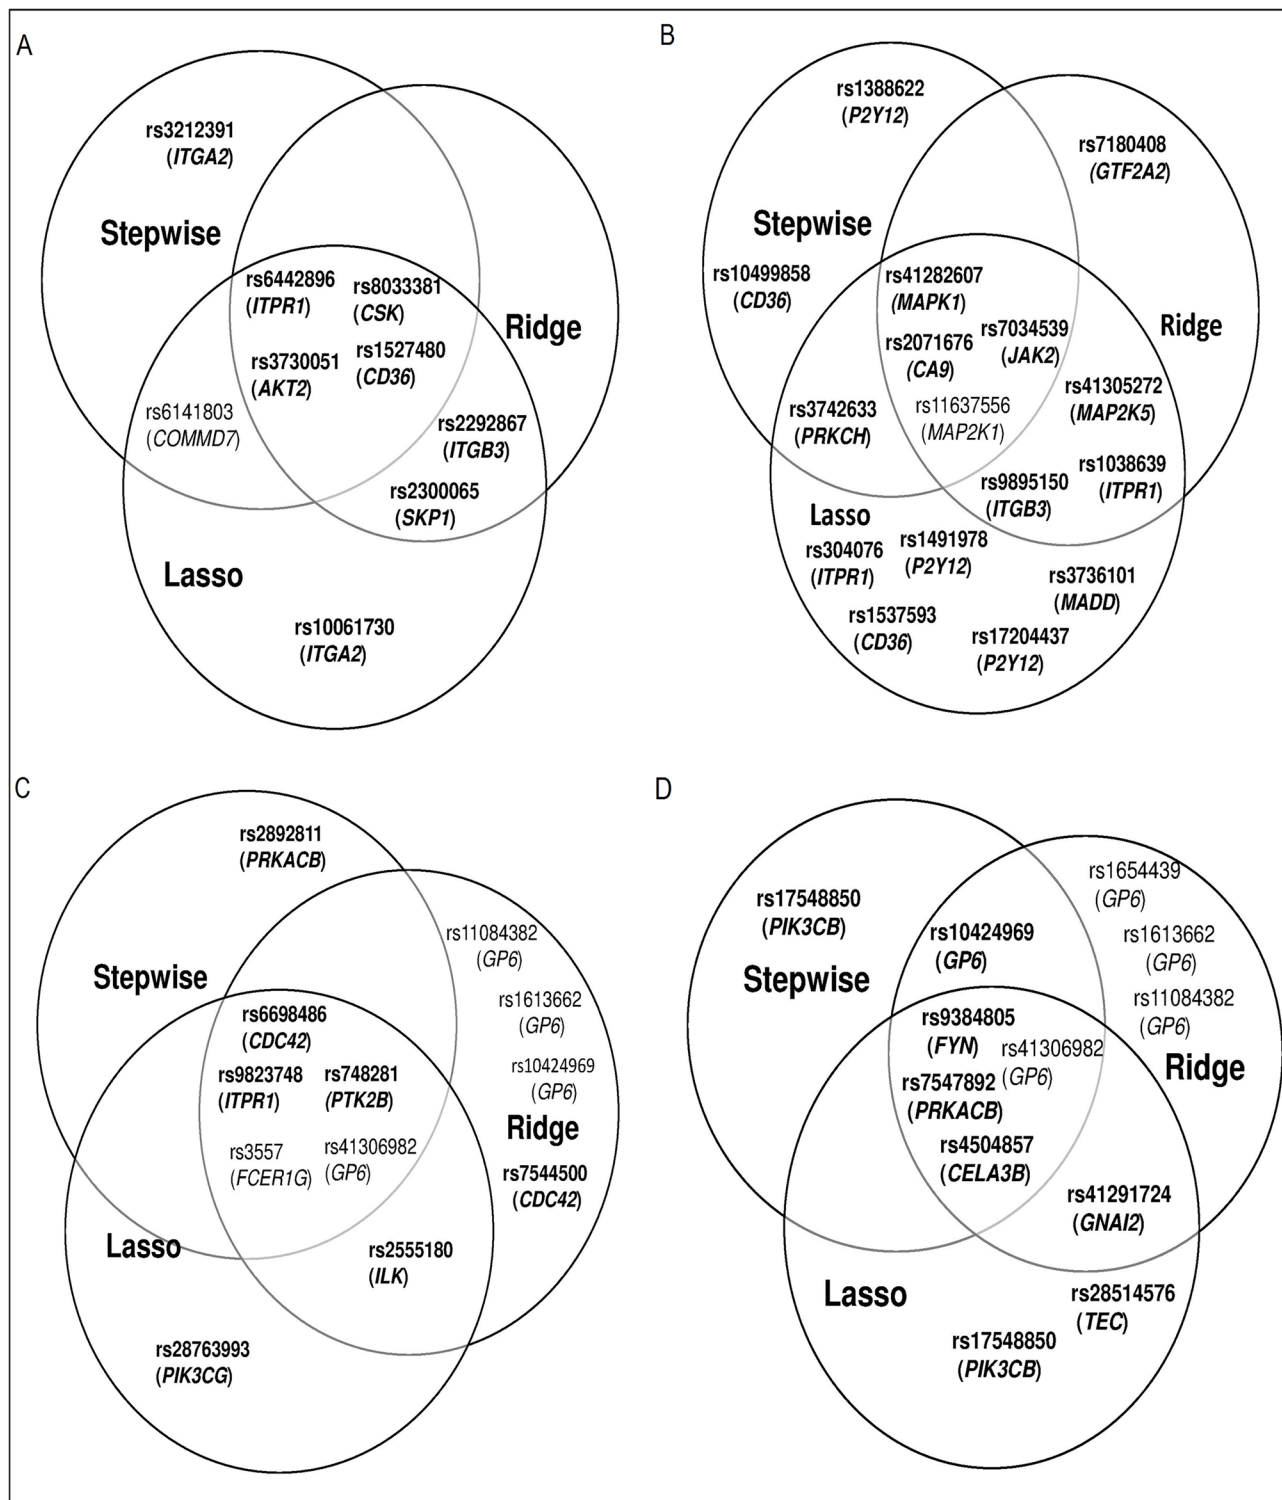 A
rs3212391
(ITGA2)
Stepwise
rs6442896
(ITPR1)
rs8033381
(CSK)
Ridge
rs3730051
(AKT2)
rs1527480
(CD36)
rs6141803
(COMMD7)
rs2292867
(ITGB3)
rs2300065
(SKP1)
Lasso
rs10061730
(ITGA2)
B
rs1388622
(P2Y12)
rs7180408
(GTF2A2)
Stepwise
rs10499858
(CD36)
rs41282607
(MAPK1)
Ridge
rs2071676
(CA9)
rs7034539
(JAK2)
rs41305272
(MAP2K5)
rs3742633
(PRKCH)
rs11637556
(MAP2K1)
rs1038639
(ITPR1)
rs9895150
(ITGB3)
Lasso
rs304076
(ITPR1)
rs1491978
(P2Y12)
rs3736101
(MADD)
rs1537593
(CD36)
rs17204437
(P2Y12)
C
rs2892811
(PRKACB)
rs11084382
(GP6)
Stepwise
rs1613662
(GP6)
rs6698486
(CDC42)
rs10424969
(GP6)
rs9823748
(ITPR1)
rs748281
(PTK2B)
Ridge
rs3557
(FCER1G)
rs41306982
(GP6)
rs7544500
(CDC42)
Lasso
rs2555180
(ILK)
rs28763993
(PIK3CG)
D
rs1654439
(GP6)
rs17548850
(PIK3CB)
rs10424969
(GP6)
rs1613662
(GP6)
Stepwise
rs11084382
(GP6)
rs9384805
(FYN)
rs41306982
(GP6)
Ridge
rs7547892
(PRKACB)
rs4504857
(CELA3B)
rs41291724
(GNAI2)
Lasso
rs28514576
(TEC)
rs17548850
(PIK3CB)